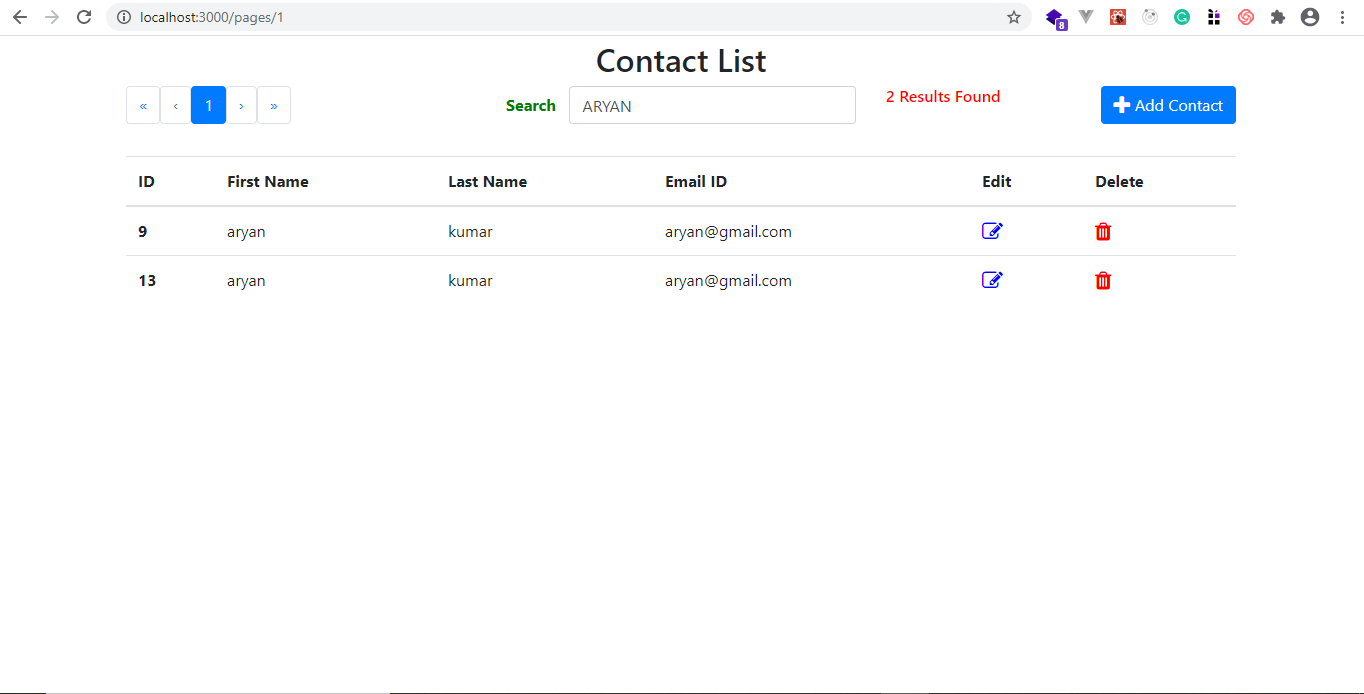 localhost:3000/pages/1
8
Contact List
« ‹ 1 › » Search ARYAN 2 Results Found Add Contact
ID First Name Last Name Email ID Edit Delete
9 aryan kumar aryan@gmail.com
13 aryan kumar aryan@gmail.com